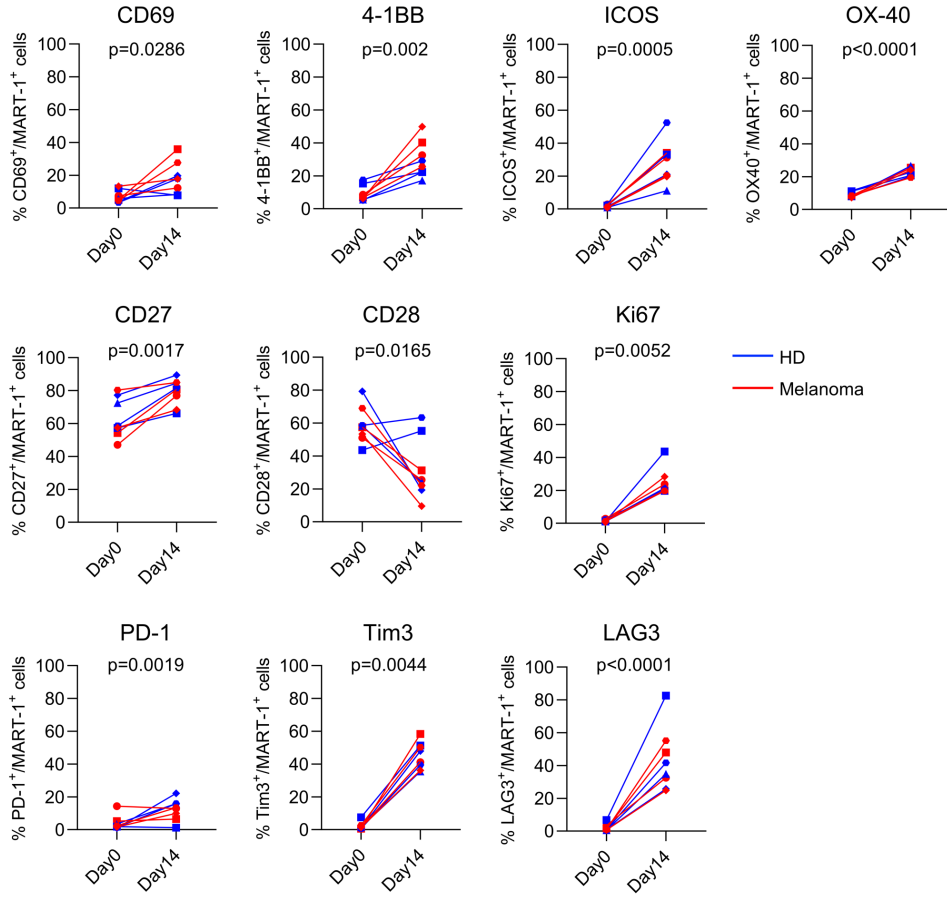 CD69
p=0.0286
% CD69+/MART-1+ cells
100
80
60
40
20
0
Day0
Day14
4-1BB
p=0.002
% 4-1BB+/MART-1+ cells
100
80
60
40
20
0
Day0
Day14
ICOS
p=0.0005
% ICOS+/MART-1+ cells
100
80
60
40
20
0
Day0
Day14
OX-40
p<0.0001
% OX40+/MART-1+ cells
100
80
60
40
20
0
Day0
Day14
CD27
p=0.0017
% CD27+/MART-1+ cells
100
80
60
40
20
0
Day0
Day14
CD28
p=0.0165
% CD28+/MART-1+ cells
100
80
60
40
20
0
Day0
Day14
Ki67
p=0.0052
% Ki67+/MART-1+ cells
100
80
60
40
20
0
Day0
Day14
HD
Melanoma
PD-1
p=0.0019
% PD-1+/MART-1+ cells
100
80
60
40
20
0
Day0
Day14
Tim3
p=0.0044
% Tim3+/MART-1+ cells
100
80
60
40
20
0
Day0
Day14
LAG3
p<0.0001
% LAG3+/MART-1+ cells
100
80
60
40
20
0
Day0
Day14